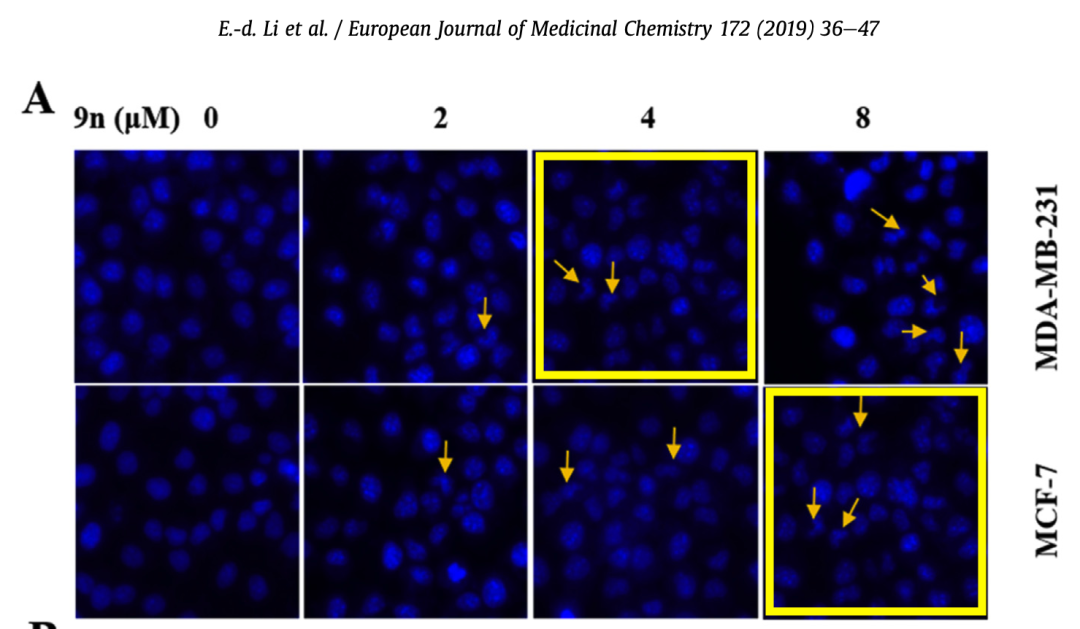 E.-d. Li et al. / European Journal of Medicinal Chemistry 172 (2019) 36–47
A
9n (μM) 0 2 4 8
MDA-MB-231
MCF-7